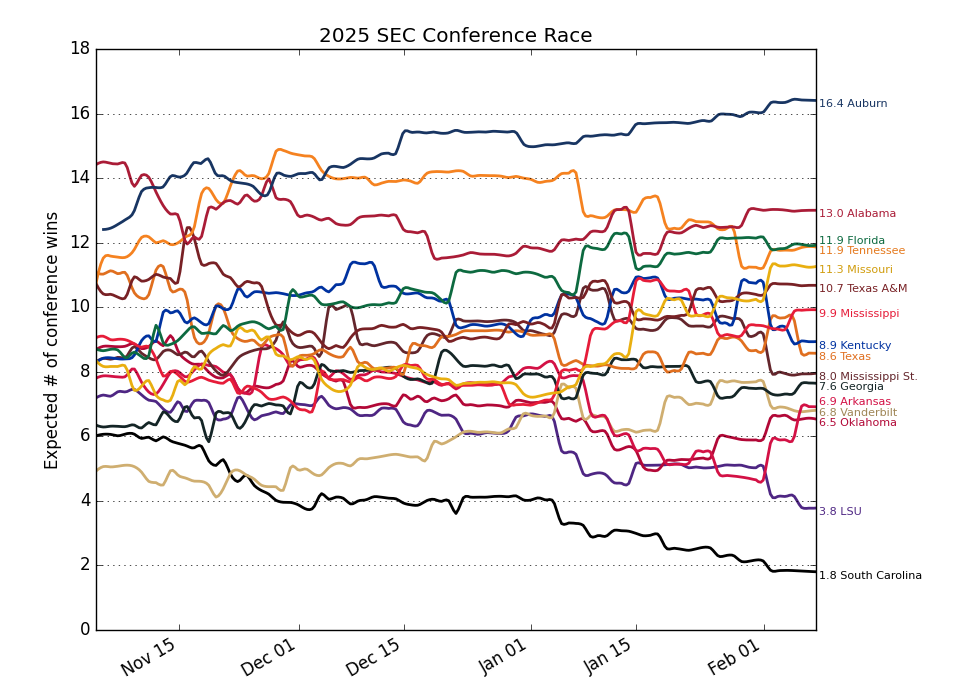 2025 SEC Conference Race
Expected # of conference wins
18
16
14
12
10
8
6
4
2
0
Nov 15
Dec 01
Dec 15
Jan 01
Jan 15
Feb 01
16.4 Auburn
13.0 Alabama
11.9 Florida
11.9 Tennessee
11.3 Missouri
10.7 Texas A&M
9.9 Mississippi
8.9 Kentucky
8.6 Texas
8.0 Mississippi St.
7.6 Georgia
6.9 Arkansas
6.8 Vanderbilt
6.5 Oklahoma
3.8 LSU
1.8 South Carolina